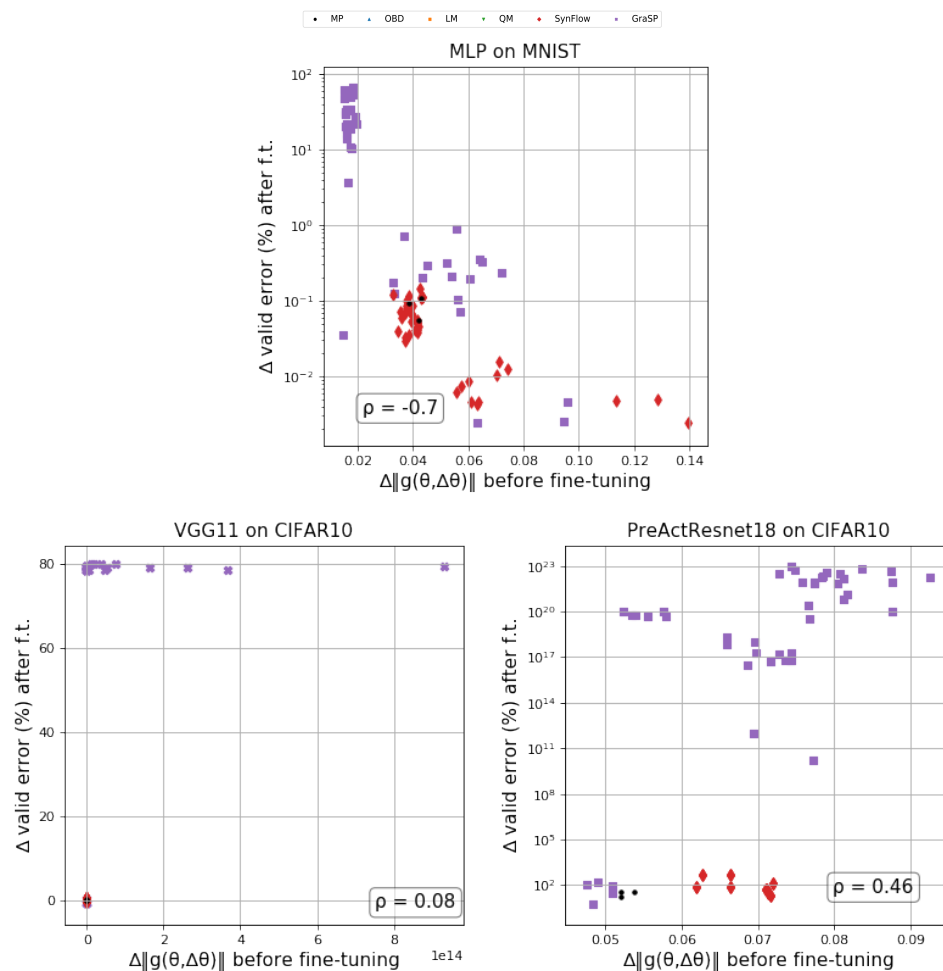 MP OBD LM QM SynFlow GraSP
MLP on MNIST
10²
10¹
10⁰
10⁻¹
10⁻²
Δ valid error (%) after f.t.
ρ = -0.7
0.02 0.04 0.06 0.08 0.10 0.12 0.14
Δ‖g(θ,Δθ)‖ before fine-tuning
VGG11 on CIFAR10
80
60
40
20
0
Δ valid error (%) after f.t.
ρ = 0.08
0 2 4 6 8
1e14
Δ‖g(θ,Δθ)‖ before fine-tuning
PreActResnet18 on CIFAR10
10²³
10²⁰
10¹⁷
10¹⁴
10¹¹
10⁸
10⁵
10²
Δ valid error (%) after f.t.
ρ = 0.46
0.05 0.06 0.07 0.08 0.09
Δ‖g(θ,Δθ)‖ before fine-tuning